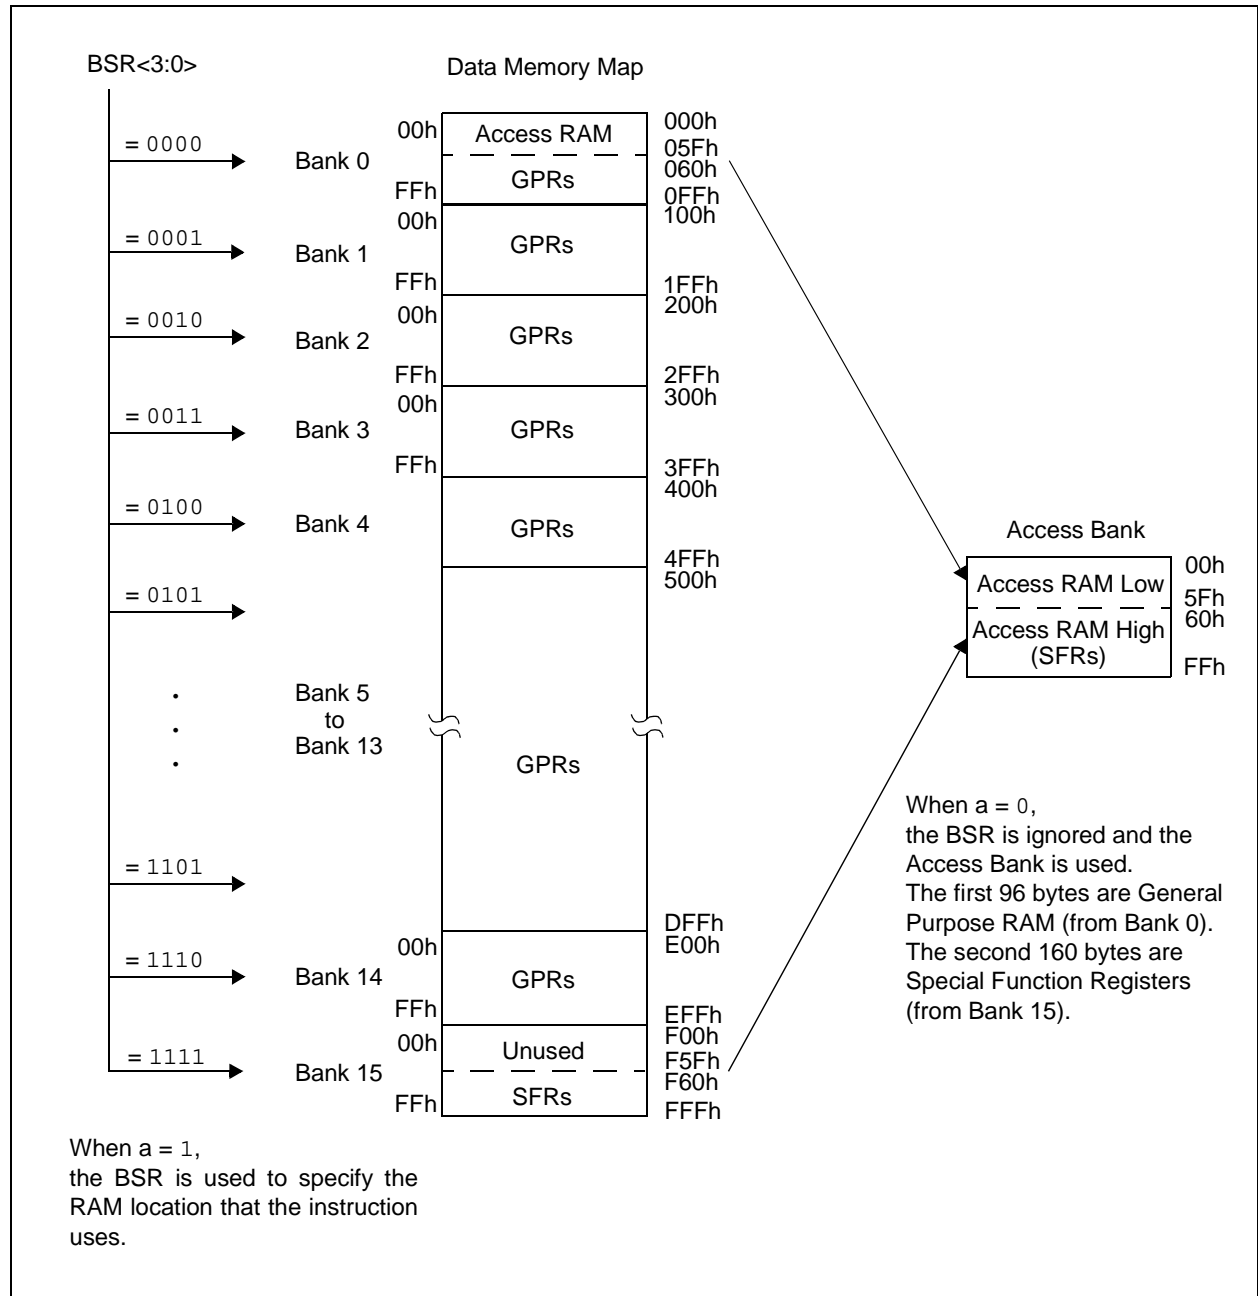 BSR<3:0>
Data Memory Map
= 0000
Bank 0
00h
Access RAM
000h
05Fh
060h
FFh
GPRs
0FFh
100h
= 0001
Bank 1
00h
GPRs
FFh
1FFh
200h
= 0010
Bank 2
00h
GPRs
FFh
2FFh
300h
= 0011
Bank 3
00h
GPRs
FFh
3FFh
400h
= 0100
Bank 4
GPRs
4FFh
500h
= 0101
.
.
.
Bank 5
to
Bank 13
GPRs
= 1101
DFFh
E00h
= 1110
Bank 14
00h
GPRs
FFh
EFFh
F00h
= 1111
Bank 15
00h
Unused
F5Fh
F60h
FFh
SFRs
FFFh
Access Bank
Access RAM Low
00h
5Fh
60h
Access RAM High
(SFRs)
FFh
When a = 0,
the BSR is ignored and the
Access Bank is used.
The first 96 bytes are General
Purpose RAM (from Bank 0).
The second 160 bytes are
Special Function Registers
(from Bank 15).
When a = 1,
the BSR is used to specify the
RAM location that the instruction
uses.